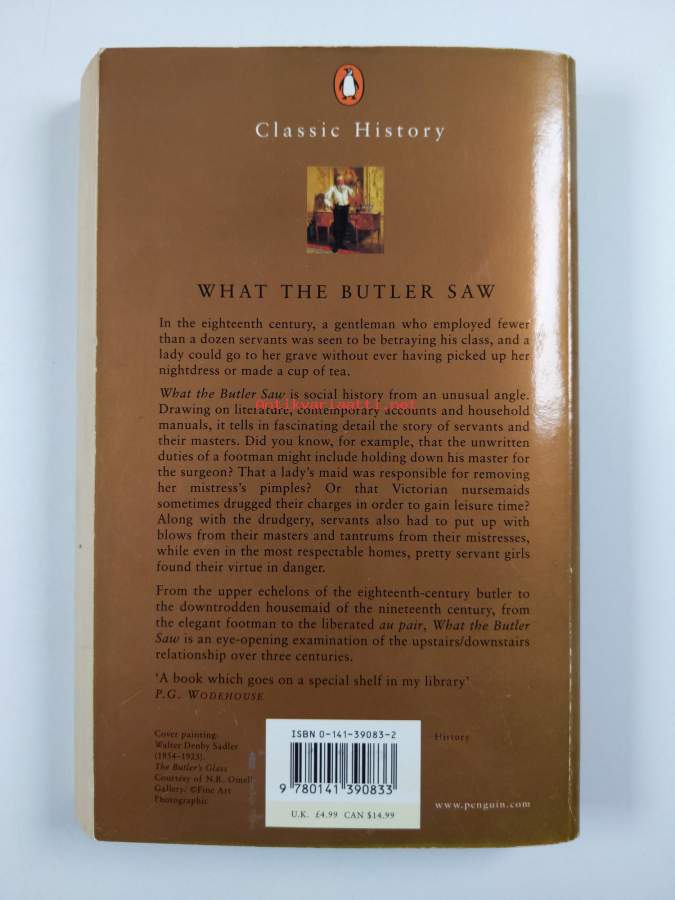 Classic History
WHAT THE BUTLER SAW
In the eighteenth century, a gentleman who employed fewer
than a dozen servants was seen to be betraying his class, and a
lady could go to her grave without ever having picked up her
nightdress or made a cup of tea.
What the Butler Saw is social history from an unusual angle.
antikvariaatti.net
Drawing on literature, contemporary accounts and household
manuals, it tells in fascinating detail the story of servants and
their masters. Did you know, for example, that the unwritten
duties of a footman might include holding down his master for
the surgeon? That a lady's maid was responsible for removing
her mistress's pimples? Or that Victorian nursemaids
sometimes drugged their charges in order to gain leisure time?
Along with the drudgery, servants also had to put up with
blows from their masters and tantrums from their mistresses,
while even in the most respectable homes, pretty servant girls
found their virtue in danger.
From the upper echelons of the eighteenth-century butler to
the downtrodden housemaid of the nineteenth century, from
the elegant footman to the liberated au pair, What the Butler
Saw is an eye-opening examination of the upstairs/downstairs
relationship over three centuries.
'A book which goes on a special shelf in my library'
P.G. WODEHOUSE
Cover painting:
Walter Denby Sadler
(1854-1923).
The Butler's Glass
Courtesy of N.R. Omell
Gallery. ©Fine Art
Photographic
ISBN 0-141-39083-2
9 780141 390833
U.K. £4.99 CAN $14.99
History
www.penguin.com